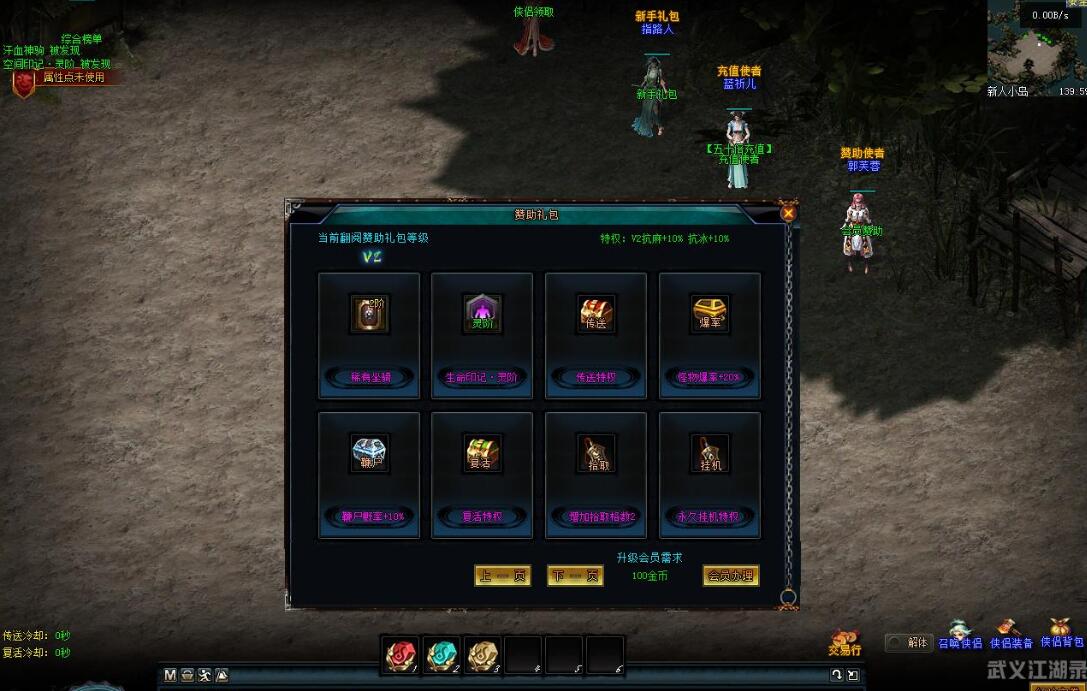 侠侣领取
新手礼包
指路人
新手礼包
充值使者
蓝祈儿
【五十倍充值】
充值使者
赞助使者
郭芙蓉
会员赞助
0.00B/s
新人小岛
139:59
综合榜单
汗血神驹 被发现
空间印记·灵阶 被发现
属性点未使用
赞助礼包
当前翻阅赞助礼包等级
V2
特权：V2抗麻+10% 抗冰+10%
2阶
灵阶
传送
爆率
稀有坐骑
生命印记·灵阶
传送特权
怪物爆率+20%
鞭尸
复活
拾取
挂机
鞭尸概率+10%
复活特权
增加拾取格数2
永久挂机特权
升级会员需求
100金币
上一页
下一页
会员办理
传送冷却：0秒
复活冷却：0秒
1
2
3
4
5
6
M
交易行
解体
召唤侠侣
侠侣装备
侠侣背包
武义江湖录